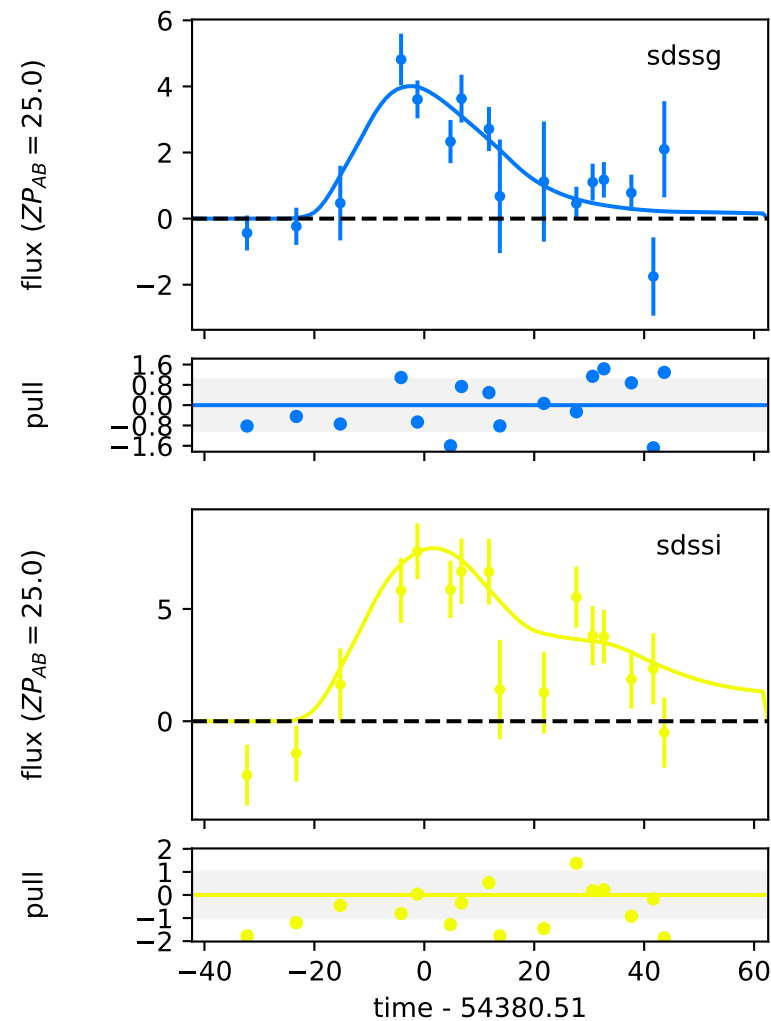 6
4
2
0
−2
flux (ZP_AB = 25.0)
sdssg
1.6
0.8
0.0
−0.8
−1.6
pull
5
0
flux (ZP_AB = 25.0)
sdssi
2
1
0
−1
−2
pull
−40 −20 0 20 40 60
time - 54380.51